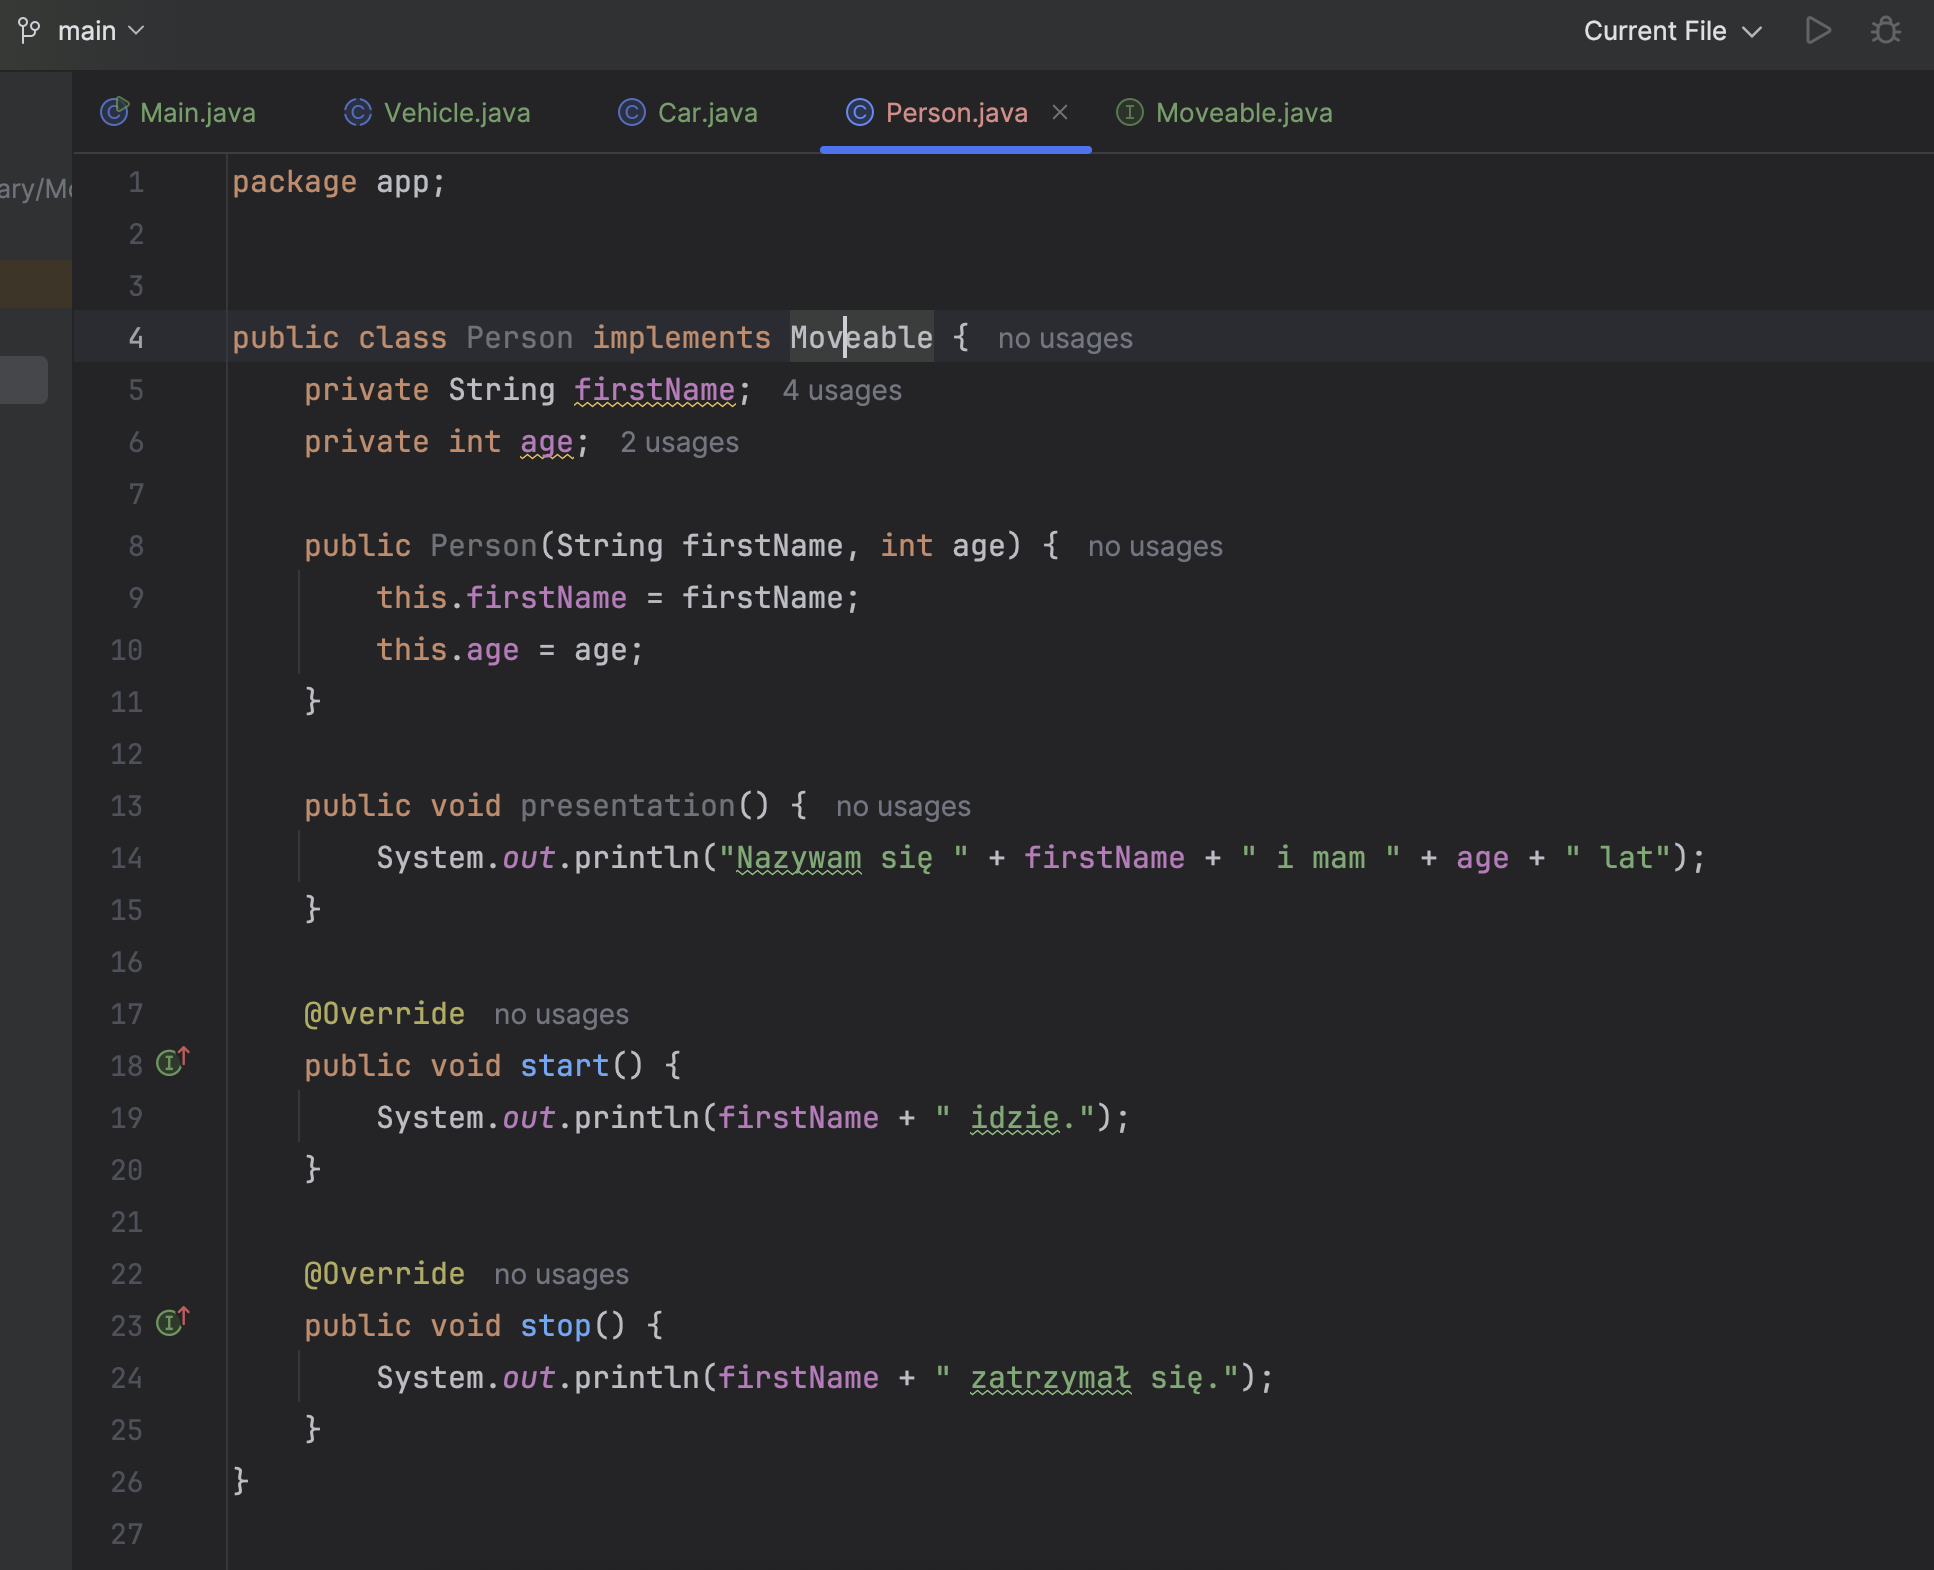 main Current File
Main.java Vehicle.java Car.java Person.java Moveable.java
1 package app;
2
3
4 public class Person implements Moveable { no usages
5 private String firstName; 4 usages
6 private int age; 2 usages
7
8 public Person(String firstName, int age) { no usages
9 this.firstName = firstName;
10 this.age = age;
11 }
12
13 public void presentation() { no usages
14 System.out.println("Nazywam się " + firstName + " i mam " + age + " lat");
15 }
16
17 @Override no usages
18 public void start() {
19 System.out.println(firstName + " idzie.");
20 }
21
22 @Override no usages
23 public void stop() {
24 System.out.println(firstName + " zatrzymał się.");
25 }
26 }
27